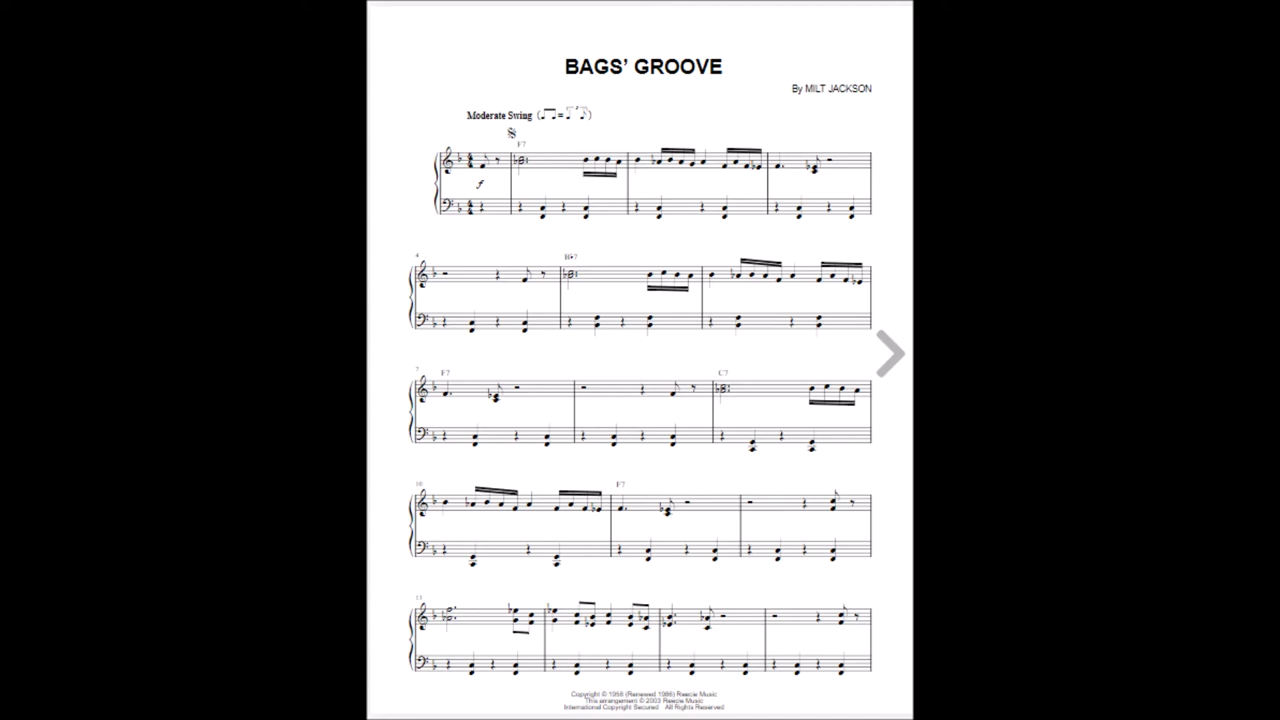 BAGS' GROOVE
By MILT JACKSON
Moderate Swing
F7
f
4
B♭7
7
F7
C7
10
F7
13
Copyright © 1958 (Renewed 1986) Reecie Music
This arrangement © 2003 Reecie Music
International Copyright Secured All Rights Reserved